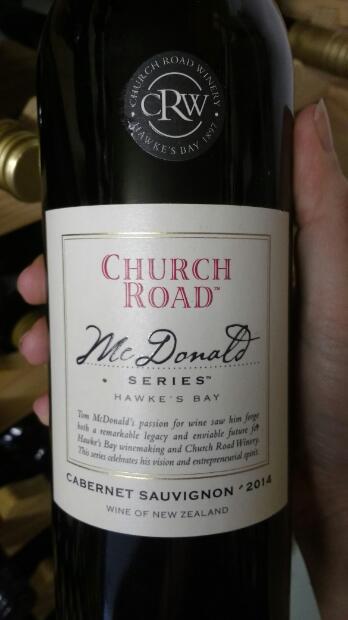 CHURCH ROAD WINERY
CRW
HAWKE'S BAY 1897
CHURCH
ROAD™
McDonald
SERIES™
HAWKE'S BAY
Tom McDonald's passion for wine saw him forge
both a remarkable legacy and enviable future for
Hawke's Bay winemaking and Church Road Winery.
This series celebrates his vision and entrepreneurial spirit.
CABERNET SAUVIGNON • 2014
WINE OF NEW ZEALAND